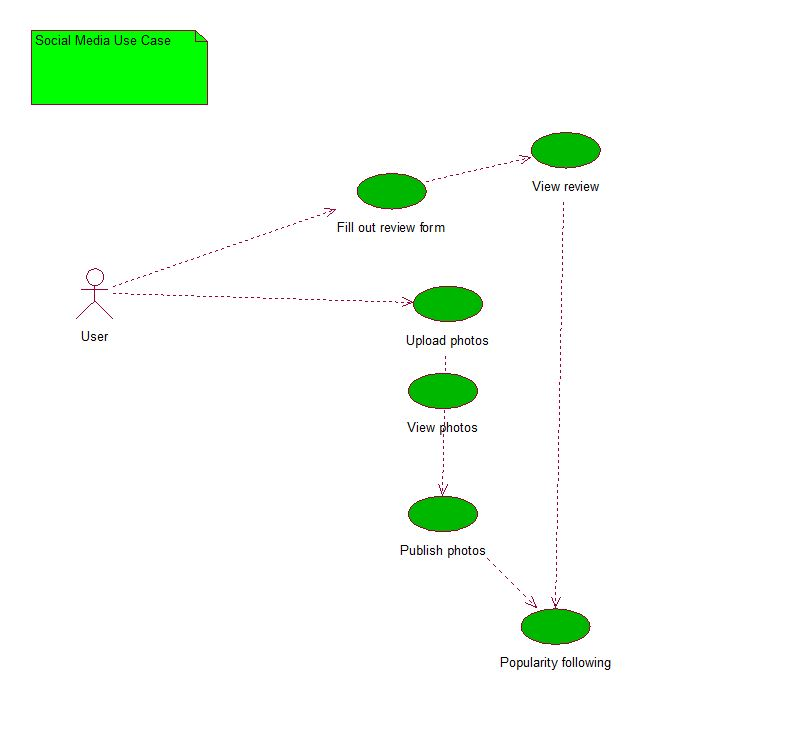 Social Media Use Case
View review
Fill out review form
User
Upload photos
View photos
Publish photos
Popularity following